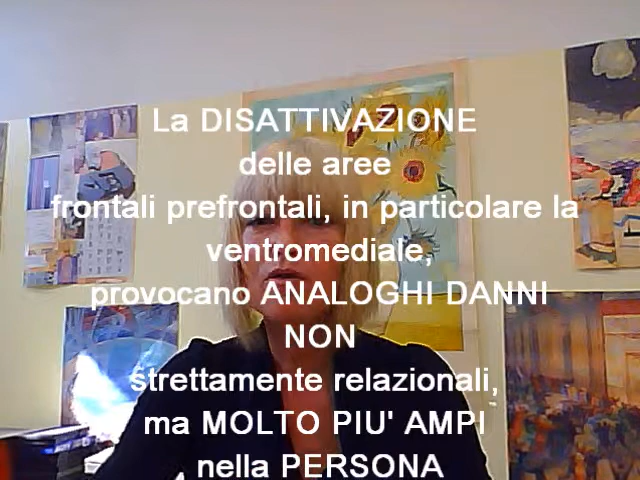 La DISATTIVAZIONE
delle aree
frontali prefrontali, in particolare la
ventromediale,
provocano ANALOGHI DANNI
NON
strettamente relazionali,
ma MOLTO PIU' AMPI
nella PERSONA